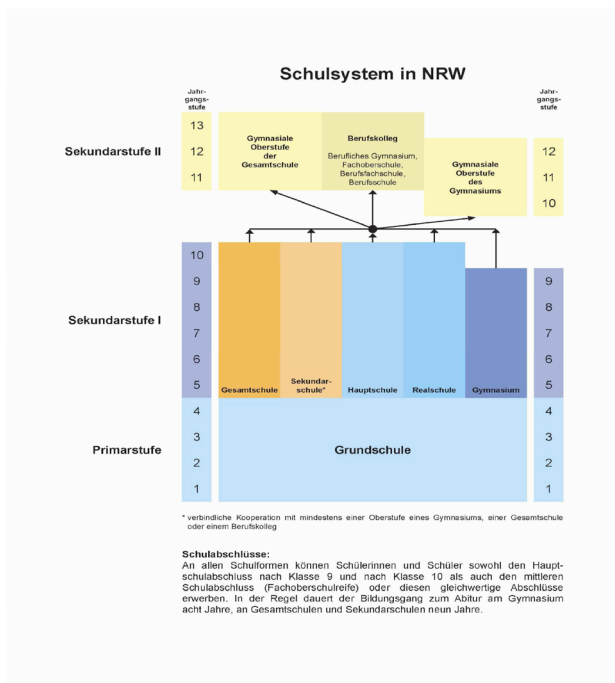 Schulsystem in NRW
Jahr-
gangs-
stufe
Jahr-
gangs-
stufe
Sekundarstufe II
13
12
11
Gymnasiale
Oberstufe
der
Gesamtschule
Berufskolleg
Berufliches Gymnasium,
Fachoberschule,
Berufsfachschule,
Berufsschule
Gymnasiale
Oberstufe
des
Gymnasiums
12
11
10
Sekundarstufe I
10
9
8
7
6
5
Gesamtschule
Sekundar-
schule*
Hauptschule
Realschule
Gymnasium
9
8
7
6
5
Primarstufe
4
3
2
1
Grundschule
4
3
2
1
* verbindliche Kooperation mit mindestens einer Oberstufe eines Gymnasiums, einer Gesamtschule
oder einem Berufskolleg
Schulabschlüsse:
An allen Schulformen können Schülerinnen und Schüler sowohl den Haupt-
schulabschluss nach Klasse 9 und nach Klasse 10 als auch den mittleren
Schulabschluss (Fachoberschulreife) oder diesen gleichwertige Abschlüsse
erwerben. In der Regel dauert der Bildungsgang zum Abitur am Gymnasium
acht Jahre, an Gesamtschulen und Sekundarschulen neun Jahre.